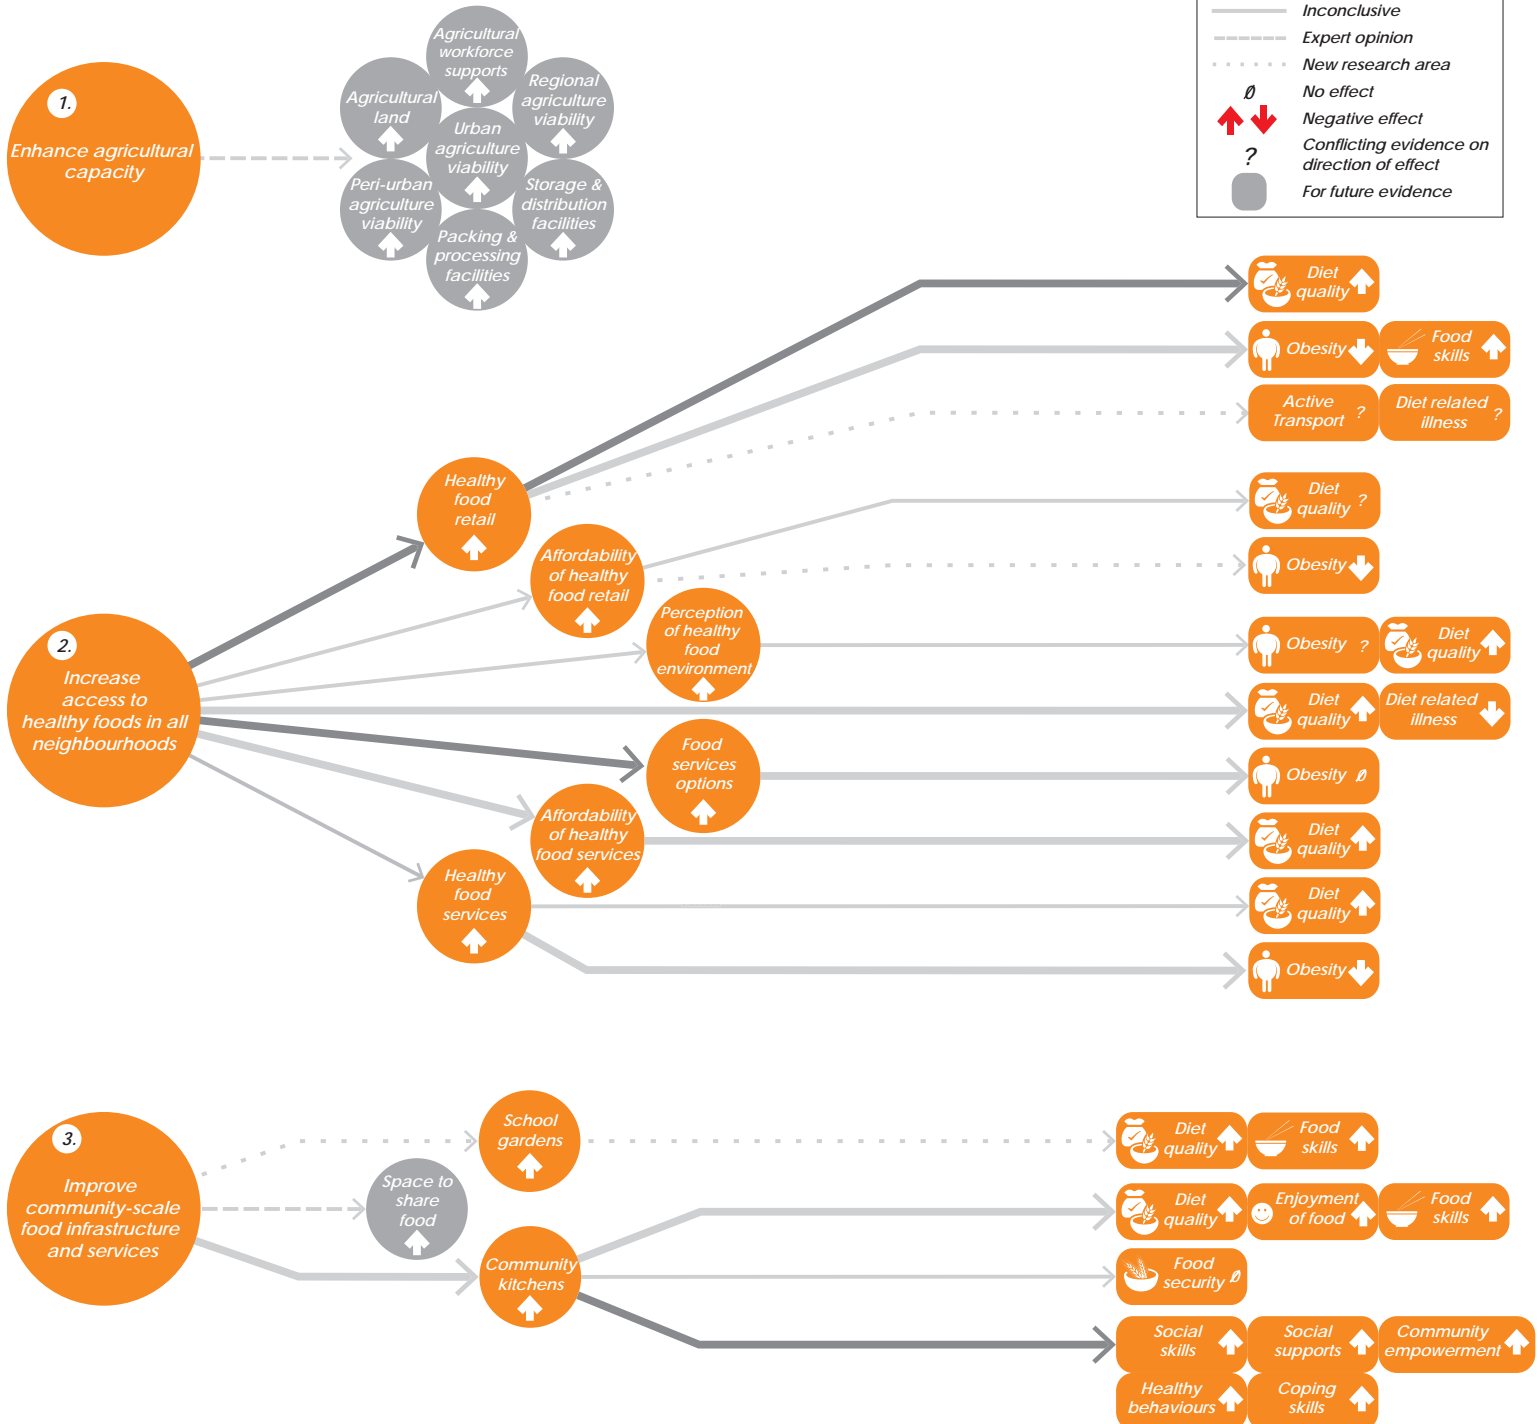 Inconclusive
Expert opinion
New research area
Ø
No effect
Negative effect
?
Conflicting evidence on
direction of effect
For future evidence
1.
Enhance agricultural
capacity
Agricultural
workforce
supports
Agricultural
land
Regional
agriculture
viability
Urban
agriculture
viability
Peri-urban
agriculture
viability
Storage &
distribution
facilities
Packing &
processing
facilities
2.
Increase
access to
healthy foods in all
neighbourhoods
Healthy
food
retail
Affordability
of healthy
food retail
Perception
of healthy
food
environment
Food
services
options
Affordability
of healthy
food services
Healthy
food
services
Diet
quality
Obesity
Food
skills
Active
Transport ?
Diet related
illness ?
Diet
quality ?
Obesity
Obesity ?
Diet
quality
Diet
quality
Diet related
illness
Obesity Ø
Diet
quality
Diet
quality
Obesity
3.
Improve
community-scale
food infrastructure
and services
School
gardens
Space to
share
food
Community
kitchens
Diet
quality
Food
skills
Diet
quality
Enjoyment
of food
Food
skills
Food
security Ø
Social
skills
Social
supports
Community
empowerment
Healthy
behaviours
Coping
skills